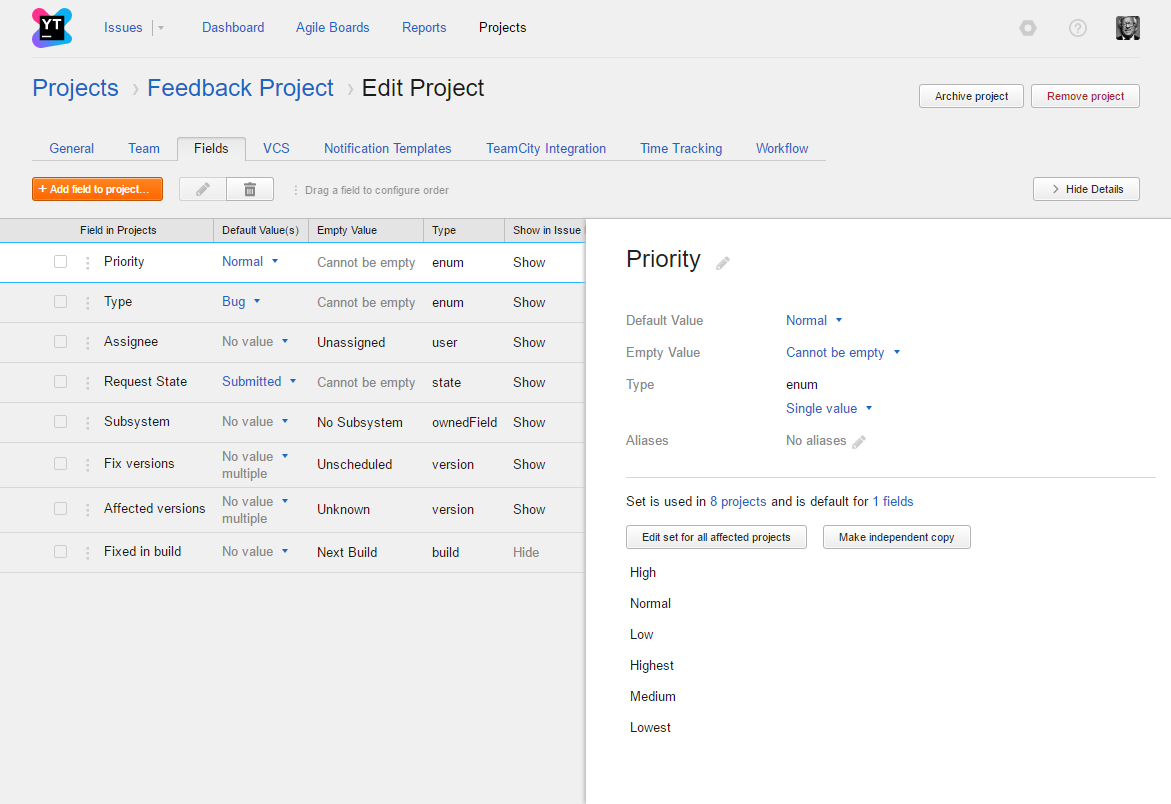 YT
Issues Dashboard Agile Boards Reports Projects
Projects › Feedback Project › Edit Project
Archive project Remove project
General Team Fields VCS Notification Templates TeamCity Integration Time Tracking Workflow
+ Add field to project... Drag a field to configure order Hide Details
Field in Projects Default Value(s) Empty Value Type Show in Issue
Priority Normal Cannot be empty enum Show
Type Bug Cannot be empty enum Show
Assignee No value Unassigned user Show
Request State Submitted Cannot be empty state Show
Subsystem No value No Subsystem ownedField Show
Fix versions No value multiple Unscheduled version Show
Affected versions No value multiple Unknown version Show
Fixed in build No value Next Build build Hide
Priority
Default Value Normal
Empty Value Cannot be empty
Type enum
Single value
Aliases No aliases
Set is used in 8 projects and is default for 1 fields
Edit set for all affected projects Make independent copy
High
Normal
Low
Highest
Medium
Lowest